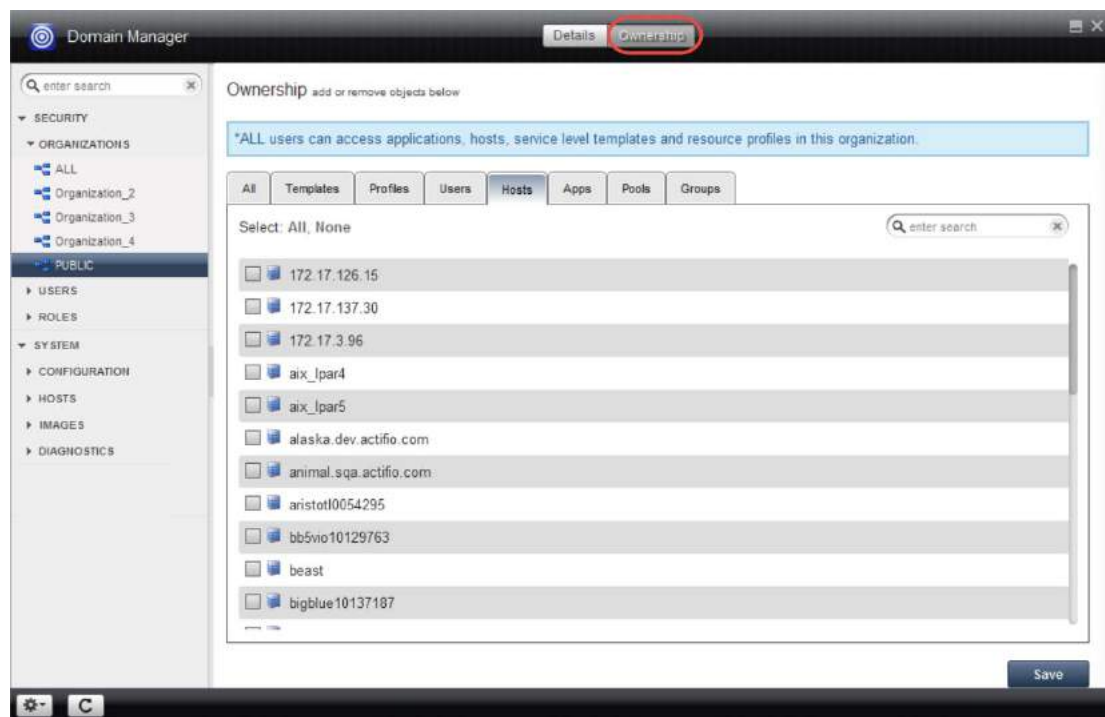 Domain Manager
Details
Ownership
enter search
SECURITY
ORGANIZATIONS
ALL
Organization_2
Organization_3
Organization_4
PUBLIC
USERS
ROLES
SYSTEM
CONFIGURATION
HOSTS
IMAGES
DIAGNOSTICS
Ownership add or remove objects below
*ALL users can access applications, hosts, service level templates and resource profiles in this organization.
All Templates Profiles Users Hosts Apps Pools Groups
Select: All, None
enter search
172.17.126.15
172.17.137.30
172.17.3.96
aix_lpar4
aix_lpar5
alaska.dev.actifio.com
animal.sqa.actifio.com
aristotl0054295
bb5vio10129763
beast
bigblue10137187
Save